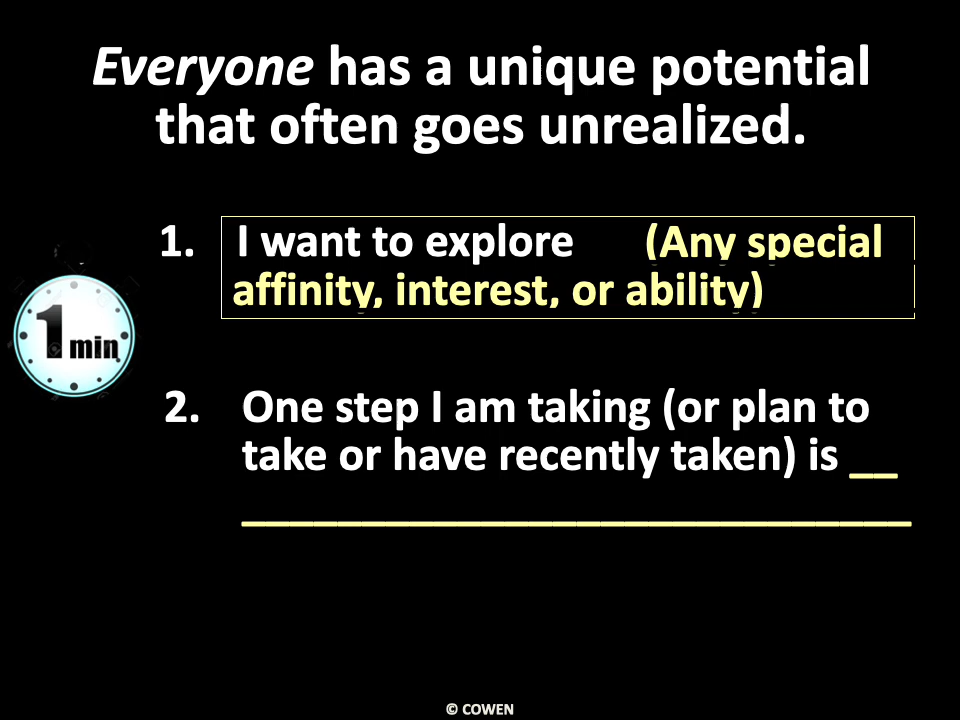 Everyone has a unique potential
that often goes unrealized.
1. I want to explore (Any special
affinity, interest, or ability)
1 min
2. One step I am taking (or plan to
take or have recently taken) is __
____________________________
© COWEN